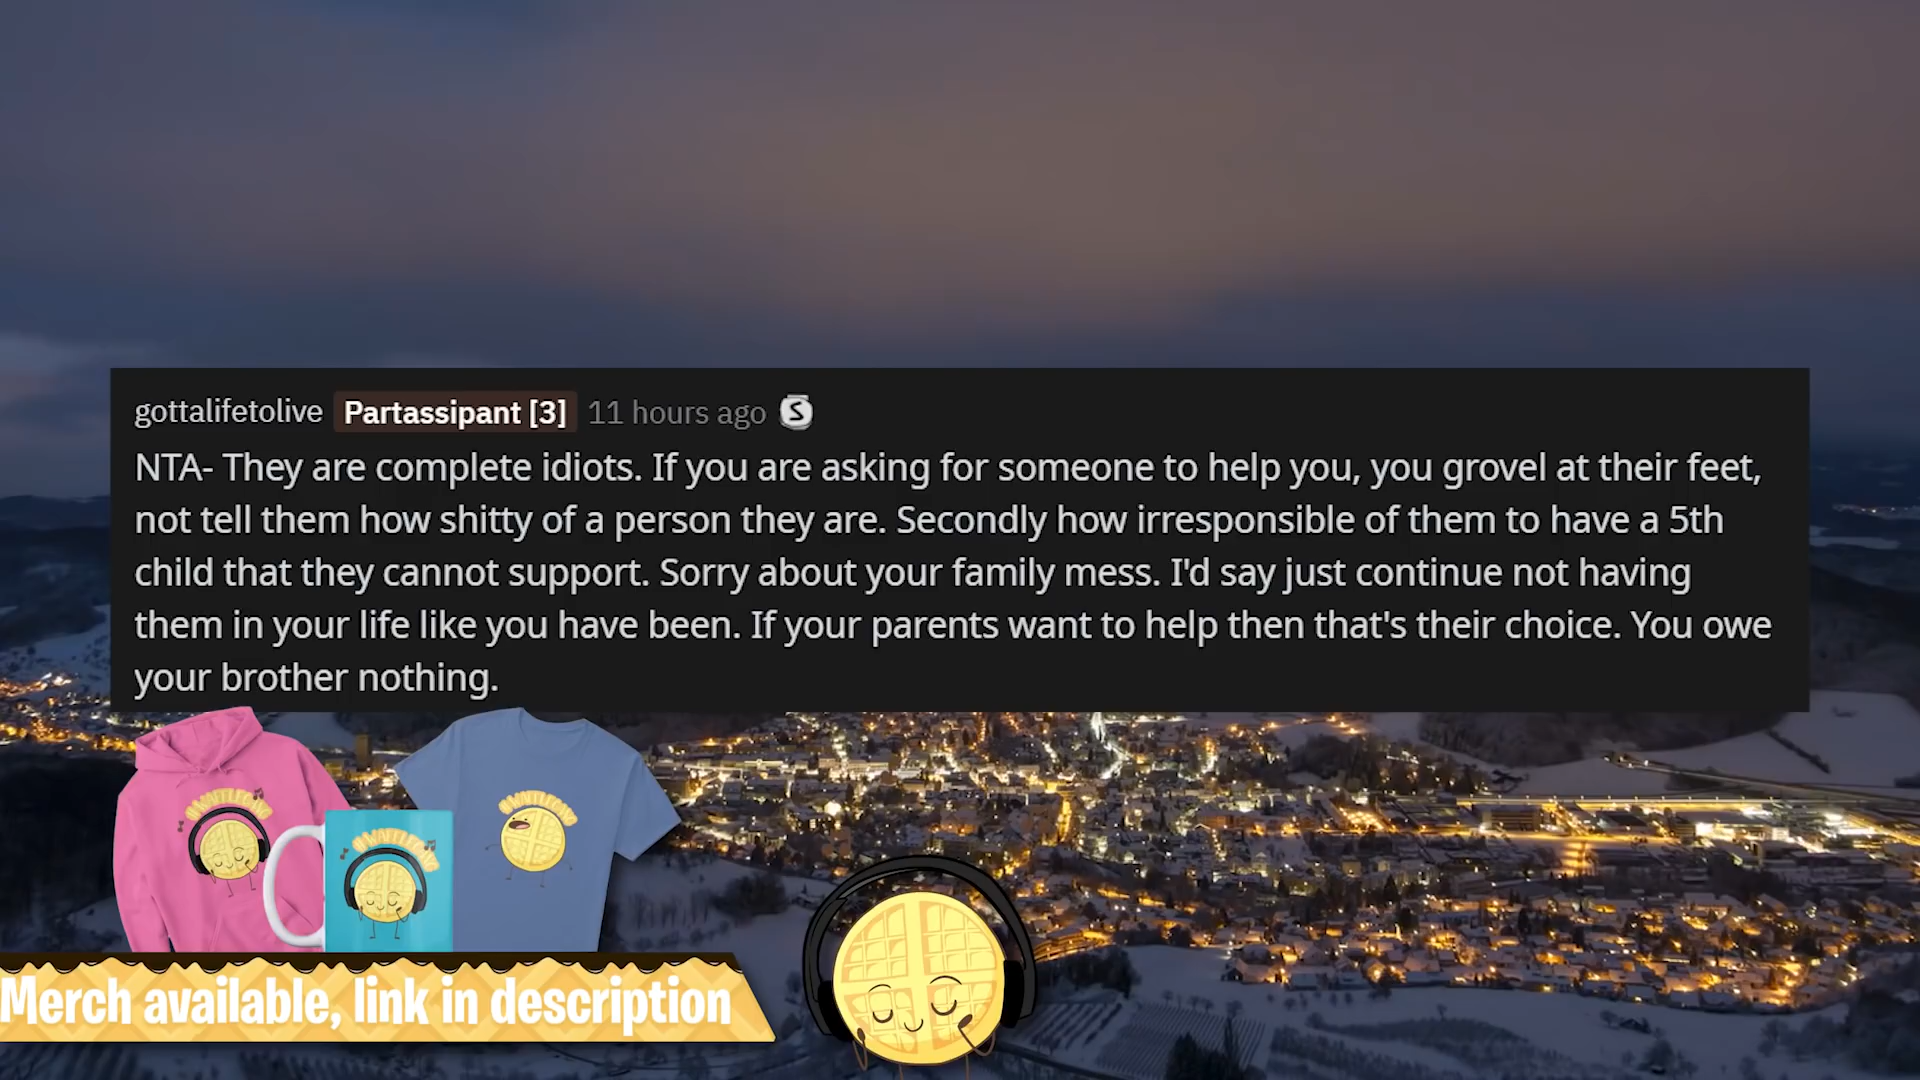 gottalifetolive Partassipant [3] 11 hours ago
NTA- They are complete idiots. If you are asking for someone to help you, you grovel at their feet,
not tell them how shitty of a person they are. Secondly how irresponsible of them to have a 5th
child that they cannot support. Sorry about your family mess. I'd say just continue not having
them in your life like you have been. If your parents want to help then that's their choice. You owe
your brother nothing.
Merch available, link in description